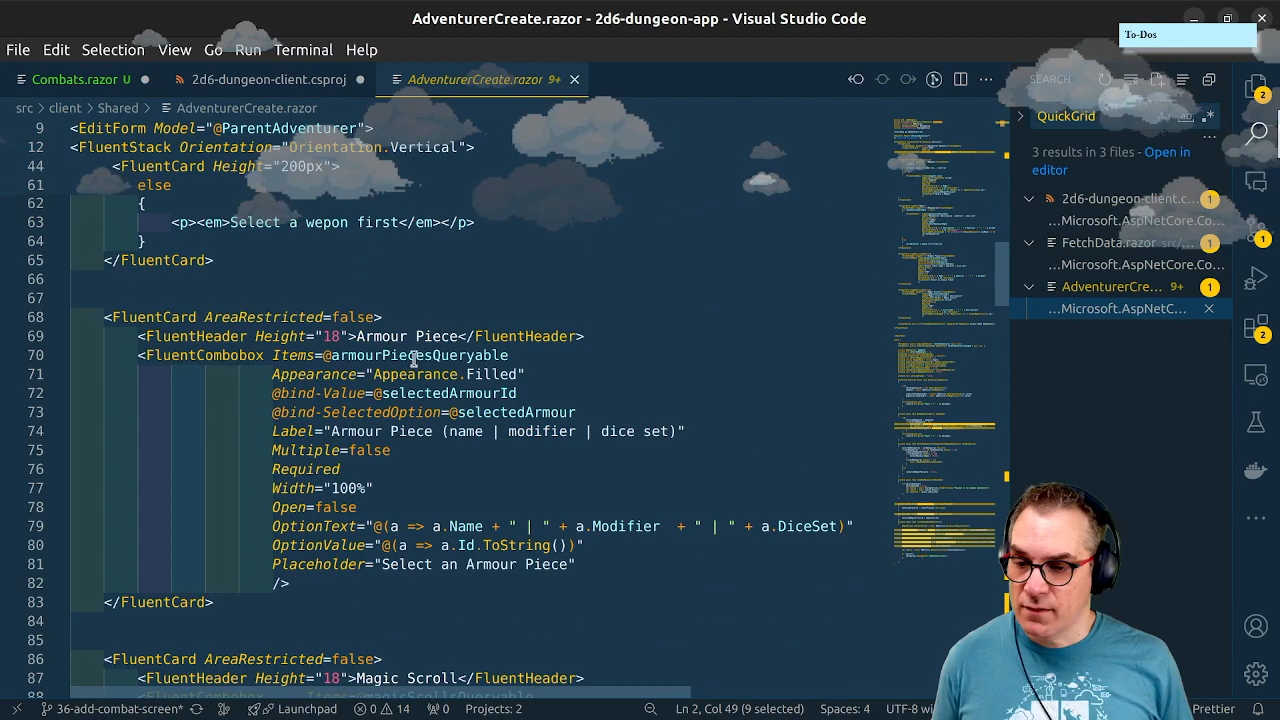 AdventurerCreate.razor - 2d6-dungeon-app - Visual Studio Code
To-Dos
File Edit Selection View Go Run Terminal Help
Combats.razor U
2d6-dungeon-client.csproj
AdventurerCreate.razor 9+
SEARCH
2
src > client > Shared > AdventurerCreate.razor
QuickGrid
9 <EditForm Model="@ParentAdventurer">
12 <FluentStack Orientation="Orientation.Vertical">
44 <FluentCard
61 else
62 {
63 <p><em>Select a wepon first</em></p>
64 }
65 </FluentCard>
66
67
68 <FluentCard AreaRestricted=false>
69 <FluentHeader Height="18">Armour Piece</FluentHeader>
70 <FluentCombobox Items=@armourPiecesQueryable
71 Appearance="Appearance.Filled"
72 @bind-Value=@selectedArmourId
73 @bind-SelectedOption=@selectedArmour
74 Label="Armour Piece (name | modifier | dice set)"
75 Multiple=false
76 Required
77 Width="100%"
78 =false
79 OptionText="@(a => a.Name + " | " + a.Modifier + " | " + a.DiceSet)"
80 OptionValue="@(a => a.ID.ToString())"
81 Placeholder="Select an Armour Piece"
82 />
83 </FluentCard>
84
85
86 <FluentCard AreaRestricted=false>
87 <FluentHeader Height="18">Magic Scroll</FluentHeader>
88 <FluentCombobox Items=@magicScrollsQueryable
3 results in 3 files - Open in
editor
2d6-dungeon-client.c... 1
...Microsoft.AspNetCore.Co...
FetchData.razor src/... 1
...Microsoft.AspNetCore.Co...
AdventurerCre... 9+ 1
...Microsoft.AspNetC...
1
2
36-add-combat-screen* Launchpad 0 14 0 Projects: 2
Ln 2, Col 49 (9 selected) Spaces: 4 UTF-8 Prettier